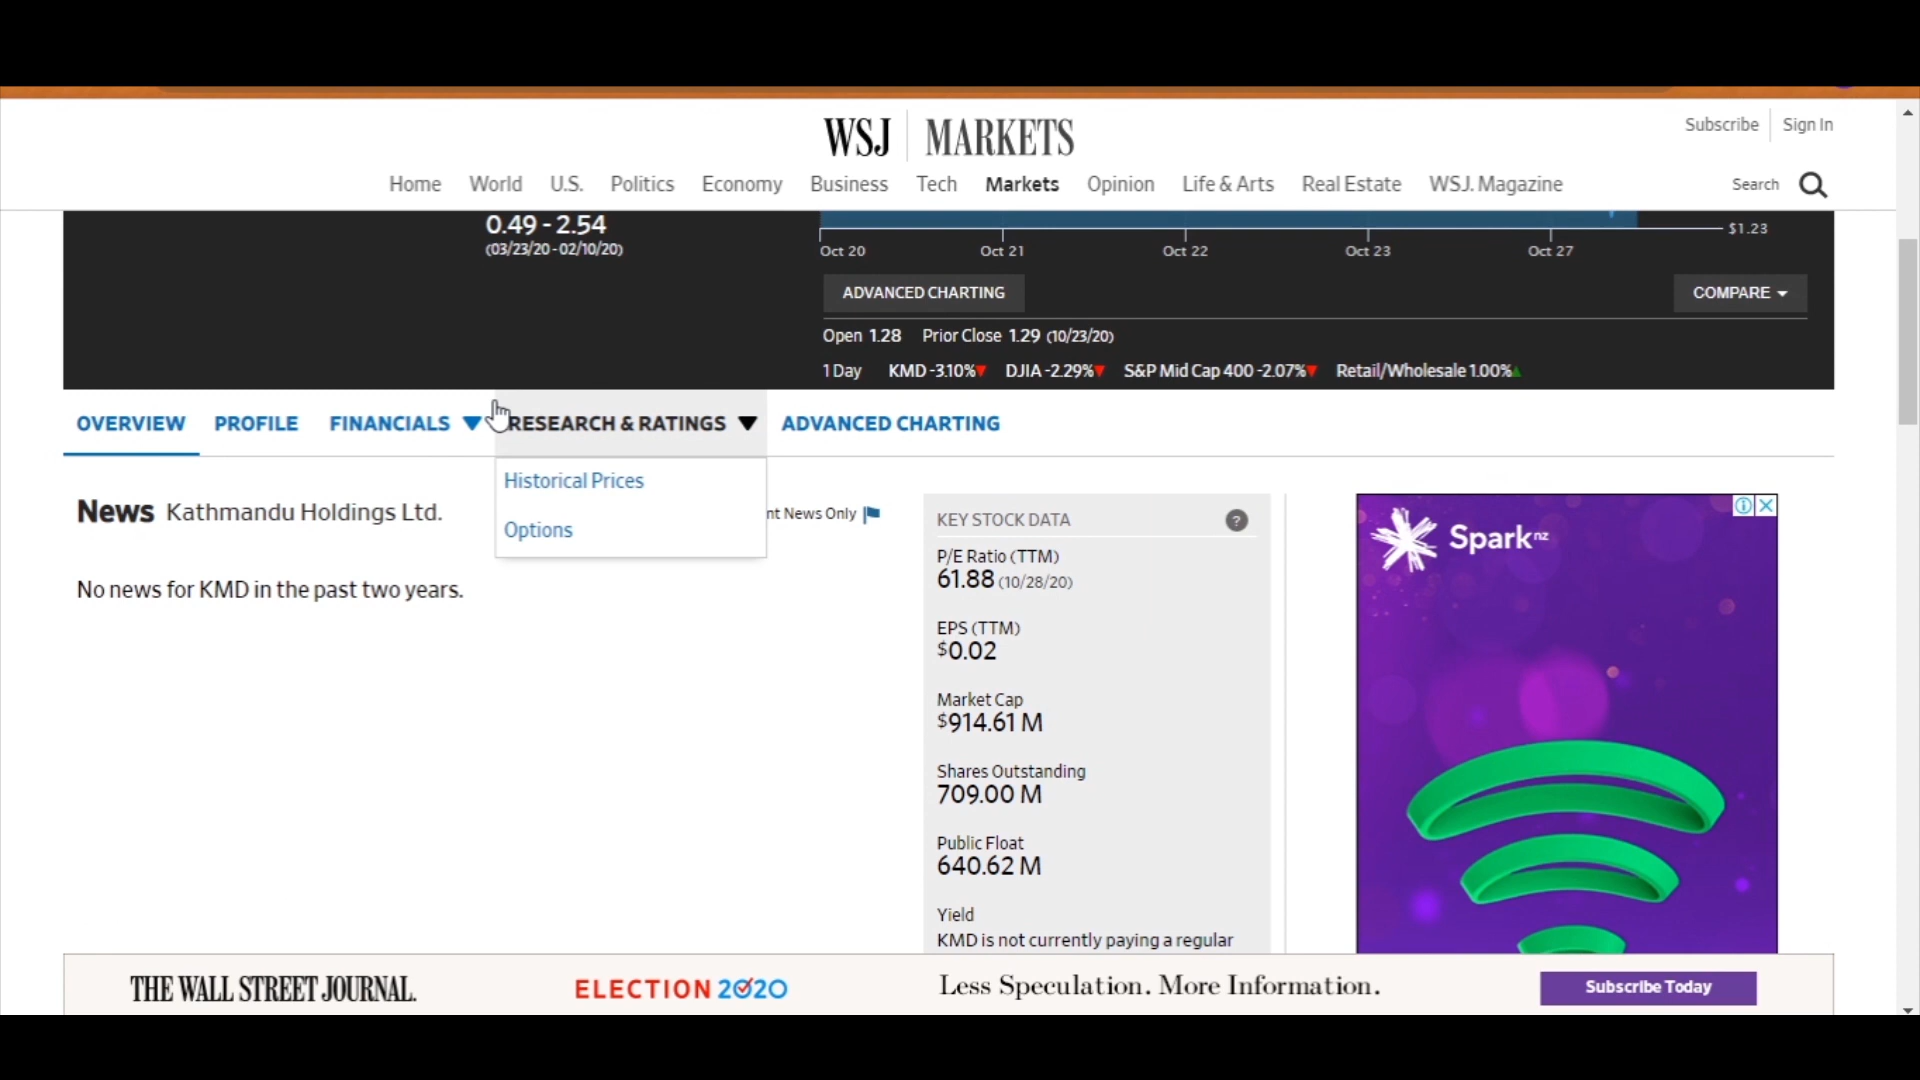 WSJ MARKETS
Subscribe Sign In
Home World U.S. Politics Economy Business Tech Markets Opinion Life & Arts Real Estate WSJ. Magazine Search
0.49 - 2.54
(03/23/20 - 02/10/20)
$1.23
Oct 20 Oct 21 Oct 22 Oct 23 Oct 27
ADVANCED CHARTING COMPARE
Open 1.28 Prior Close 1.29 (10/23/20)
1 Day KMD -3.10% DJIA -2.29% S&P Mid Cap 400 -2.07% Retail/Wholesale 1.00%
OVERVIEW PROFILE FINANCIALS RESEARCH & RATINGS ADVANCED CHARTING
Historical Prices
Options
News Kathmandu Holdings Ltd.
nt News Only
No news for KMD in the past two years.
KEY STOCK DATA ?
P/E Ratio (TTM)
61.88 (10/28/20)
EPS (TTM)
$0.02
Market Cap
$914.61 M
Shares Outstanding
709.00 M
Public Float
640.62 M
Yield
KMD is not currently paying a regular
Spark nz
THE WALL STREET JOURNAL.
ELECTION 2020
Less Speculation. More Information.
Subscribe Today